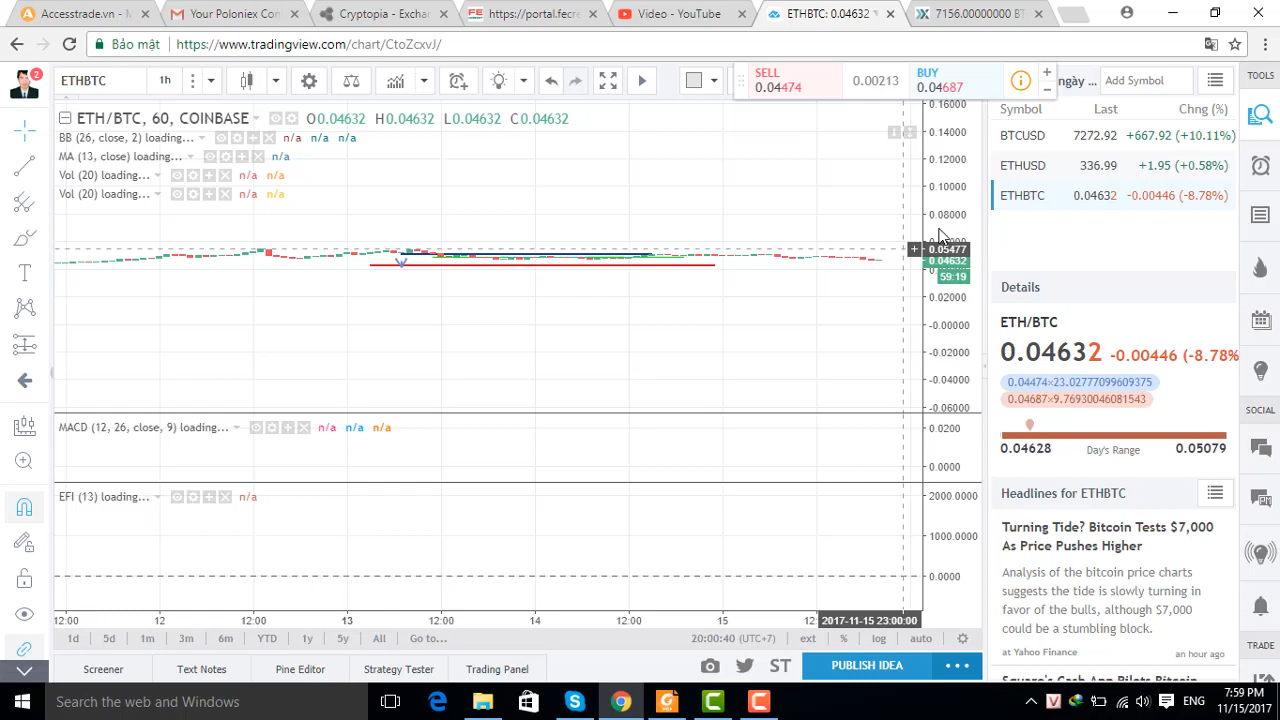 Accesstrade.vn - M
Your Poloniex Con
Cryptopia - Exchan
https://portal.fecre
Video - YouTube
ETHBTC: 0.04632
7156.00000000 BT
Bảo mật
https://www.tradingview.com/chart/CtoZcxvJ/
2
ETHBTC
1h
SELL
0.04474
0.00213
BUY
0.04687
ngày ...
Add Symbol
TOOLS
ETH/BTC, 60, COINBASE
O0.04632 H0.04632 L0.04632 C0.04632
BB (26, close, 2) loading...
n/a n/a n/a
MA (13, close) loading...
n/a
Vol (20) loading...
n/a n/a
Vol (20) loading...
n/a n/a
0.16000
0.14000
0.12000
0.10000
0.08000
0.05477
0.04632
59:19
0.02000
-0.00000
-0.02000
-0.04000
-0.06000
MACD (12, 26, close, 9) loading...
n/a n/a n/a
0.0200
0.0000
EFI (13) loading...
n/a
2000.0000
1000.0000
0.0000
12:00 12 12:00 13 12:00 14 12:00 15 12:00
2017-11-15 23:00:00
1d 5d 1m 3m 6m YTD 1y 5y All Go to...
20:00:40 (UTC+7)
ext % log auto
Screener
Text Notes
Pine Editor
Strategy Tester
Trading Panel
ST
PUBLISH IDEA
Symbol Last Chng (%)
BTCUSD 7272.92 +667.92 (+10.11%)
ETHUSD 336.99 +1.95 (+0.58%)
ETHBTC 0.04632 -0.00446 (-8.78%)
Details
ETH/BTC
0.04632 -0.00446 (-8.78%
0.04474×23.02777099609375
0.04687×9.76930046081543
0.04628 Day's Range 0.05079
Headlines for ETHBTC
Turning Tide? Bitcoin Tests $7,000
As Price Pushes Higher
Analysis of the bitcoin price charts
suggests the tide is slowly turning in
favor of the bulls, although $7,000
could be a stumbling block.
at Yahoo Finance
an hour ago
SOCIAL
TRADE
Search the web and Windows
ENG
7:59 PM
11/15/2017